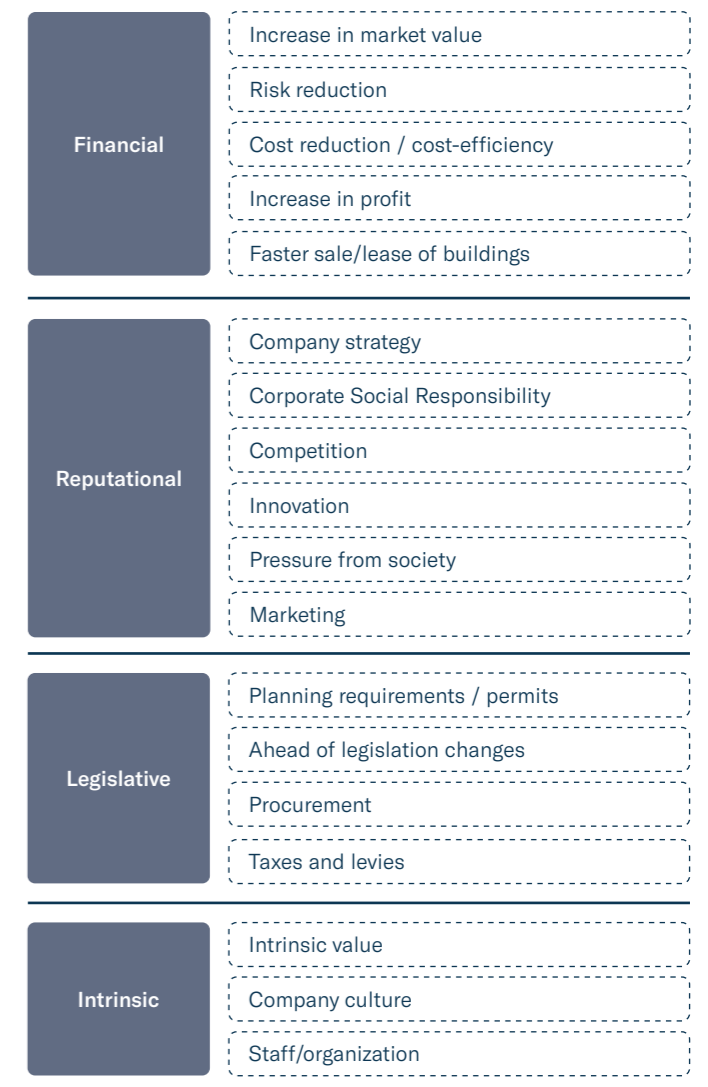 Financial
Increase in market value
Risk reduction
Cost reduction / cost-efficiency
Increase in profit
Faster sale/lease of buildings
Reputational
Company strategy
Corporate Social Responsibility
Competition
Innovation
Pressure from society
Marketing
Legislative
Planning requirements / permits
Ahead of legislation changes
Procurement
Taxes and levies
Intrinsic
Intrinsic value
Company culture
Staff/organization